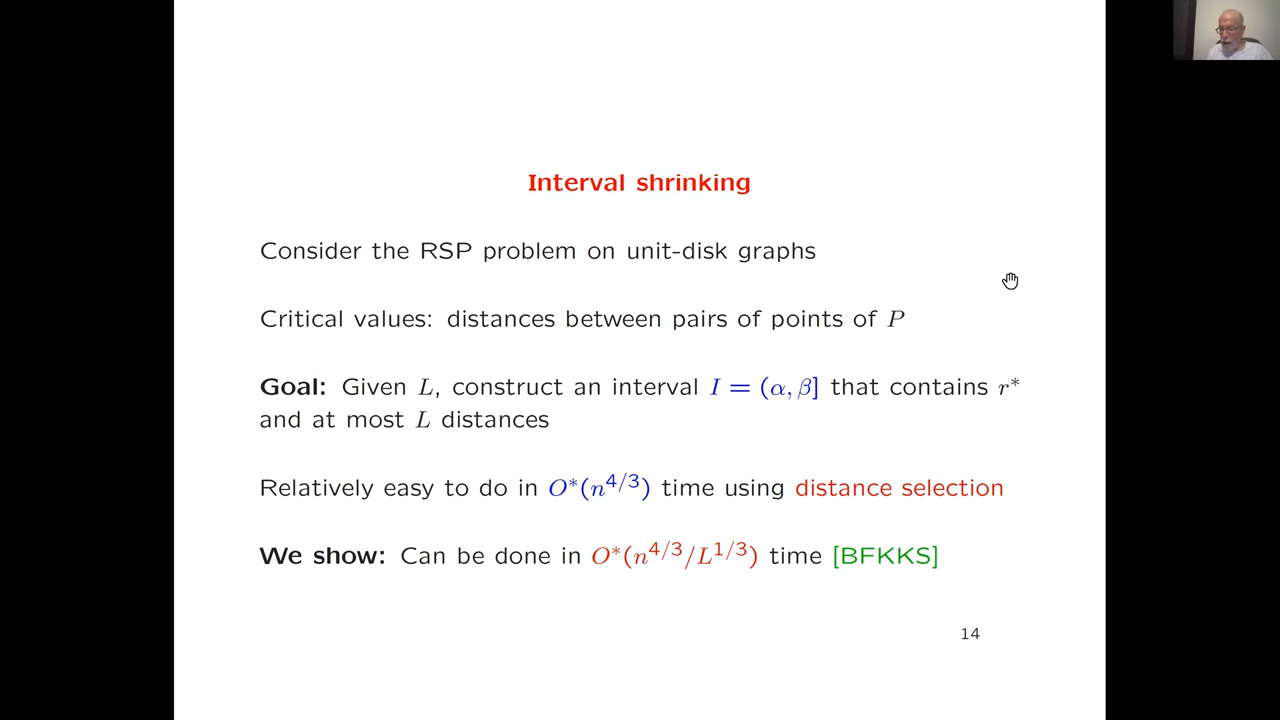 Interval shrinking
Consider the RSP problem on unit-disk graphs
Critical values: distances between pairs of points of P
Goal: Given L, construct an interval I = (α, β] that contains r*
and at most L distances
Relatively easy to do in O*(n^{4/3}) time using distance selection
We show: Can be done in O*(n^{4/3}/L^{1/3}) time [BFKKS]
14